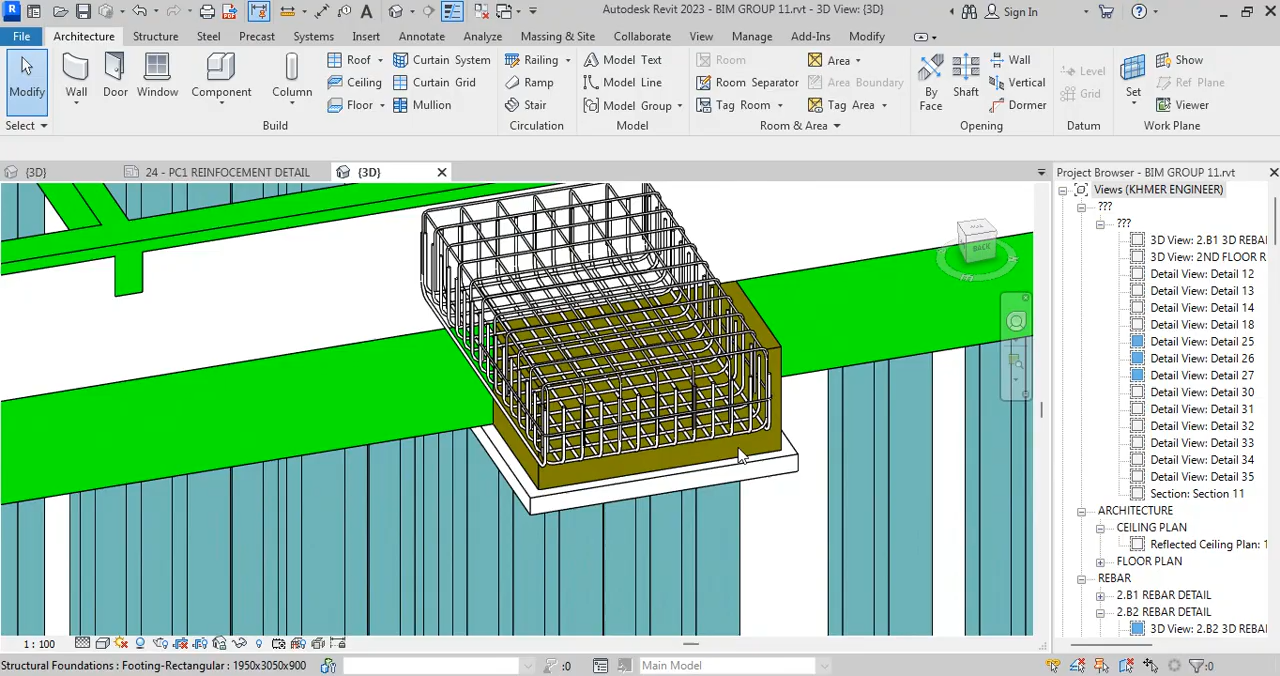 Autodesk Revit 2023 - BIM GROUP 11.rvt - 3D View: {3D}
Sign In
File Architecture Structure Steel Precast Systems Insert Annotate Analyze Massing & Site Collaborate View Manage Add-Ins Modify
Modify
Wall
Door
Window
Component
Column
Roof
Ceiling
Floor
Curtain System
Curtain Grid
Mullion
Railing
Ramp
Stair
Model Text
Model Line
Model Group
Room
Room Separator
Tag Room
Area
Area Boundary
Tag Area
By Face
Shaft
Wall
Vertical
Dormer
Level
Grid
Set
Show
Ref Plane
Viewer
Select
Build
Circulation
Model
Room & Area
Opening
Datum
Work Plane
{3D}
24 - PC1 REINFOCEMENT DETAIL
{3D}
BACK
Project Browser - BIM GROUP 11.rvt
Views (KHMER ENGINEER)
???
???
3D View: 2.B1 3D REBA
3D View: 2ND FLOOR R
Detail View: Detail 12
Detail View: Detail 13
Detail View: Detail 14
Detail View: Detail 18
Detail View: Detail 25
Detail View: Detail 26
Detail View: Detail 27
Detail View: Detail 30
Detail View: Detail 31
Detail View: Detail 32
Detail View: Detail 33
Detail View: Detail 34
Detail View: Detail 35
Section: Section 11
ARCHITECTURE
CEILING PLAN
Reflected Ceiling Plan: 1
FLOOR PLAN
REBAR
2.B1 REBAR DETAIL
2.B2 REBAR DETAIL
3D View: 2.B2 3D REBA
1 : 100
Structural Foundations : Footing-Rectangular : 1950x3050x900
:0
Main Model
:0